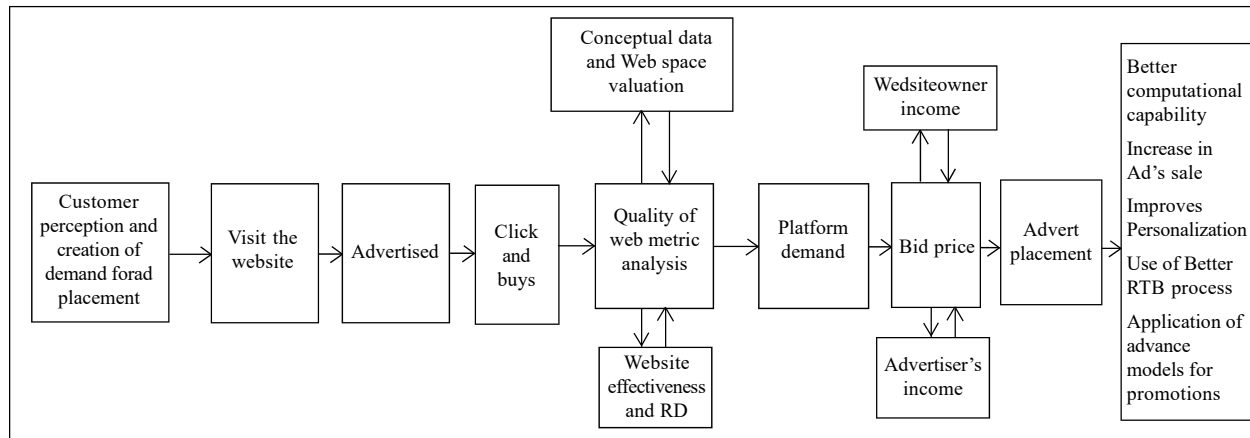 Customer
perception and
creation of
demand forad
placement
Visit the
website
Advertised
Click
and
buys
Conceptual data
and Web space
valuation
Quality of
web metric
analysis
Website
effectiveness
and RD
Platform
demand
Wedsiteowner
income
Bid price
Advertiser’s
income
Advert
placement
Better
computational
capability
Increase in
Ad’s sale
Improves
Personalization
Use of Better
RTB process
Application of
advance
models for
promotions